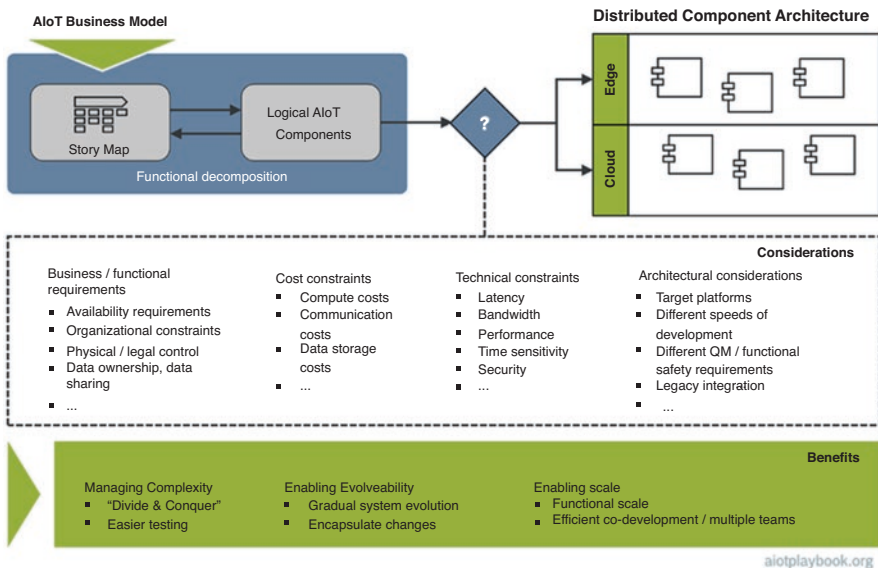 AIoT Business Model
Distributed Component Architecture
Story Map
Logical AIoT
Components
Functional decomposition
?
Edge
Cloud
Considerations
Business / functional
requirements
▪ Availability requirements
▪ Organizational constraints
▪ Physical / legal control
▪ Data ownership, data
sharing
▪ ...
Cost constraints
▪ Compute costs
▪ Communication
costs
▪ Data storage
costs
▪ ...
Technical constraints
▪ Latency
▪ Bandwidth
▪ Performance
▪ Time sensitivity
▪ Security
▪ ...
Architectural considerations
▪ Target platforms
▪ Different speeds of
development
▪ Different QM / functional
safety requirements
▪ Legacy integration
▪ ...
Benefits
Managing Complexity
▪ “Divide & Conquer”
▪ Easier testing
Enabling Evolveability
▪ Gradual system evolution
▪ Encapsulate changes
Enabling scale
▪ Functional scale
▪ Efficient co-development / multiple teams
aiotplaybook.org